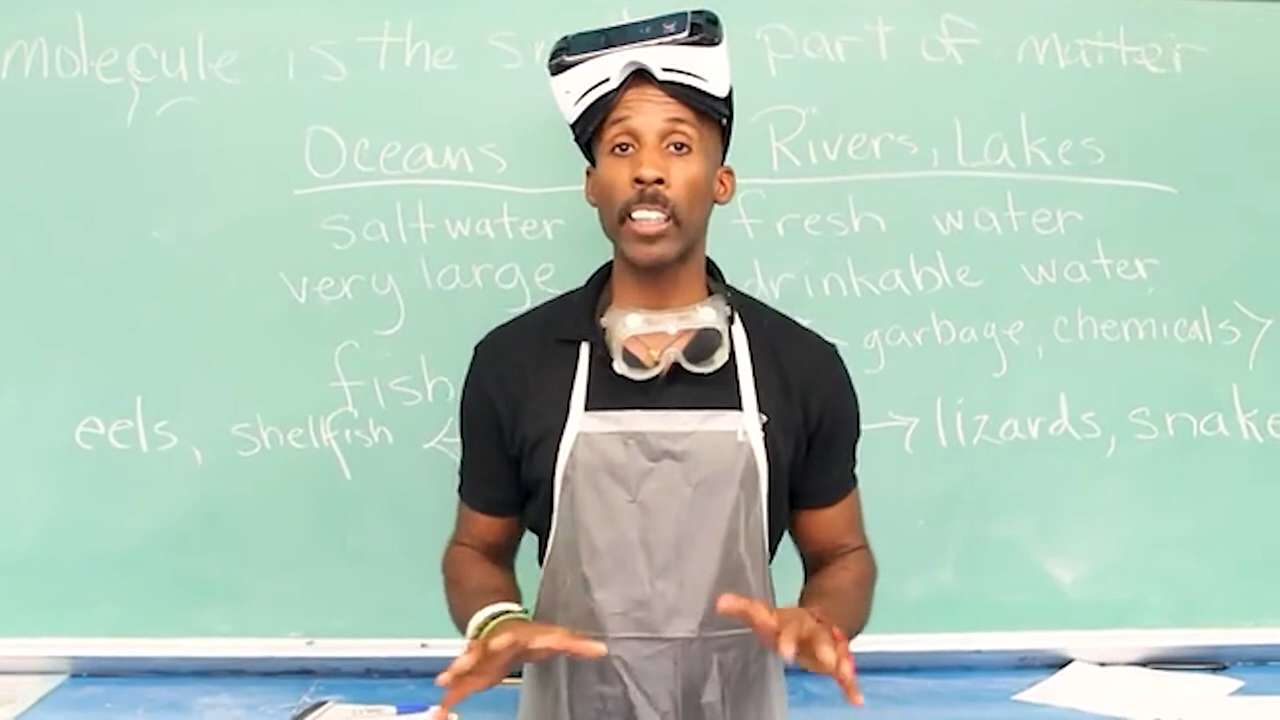 molecule is the part of matter
Oceans Rivers, Lakes
saltwater fresh water
very large drinkable water
garbage, chemicals
fish
eels, shellfish ← → lizards, snake